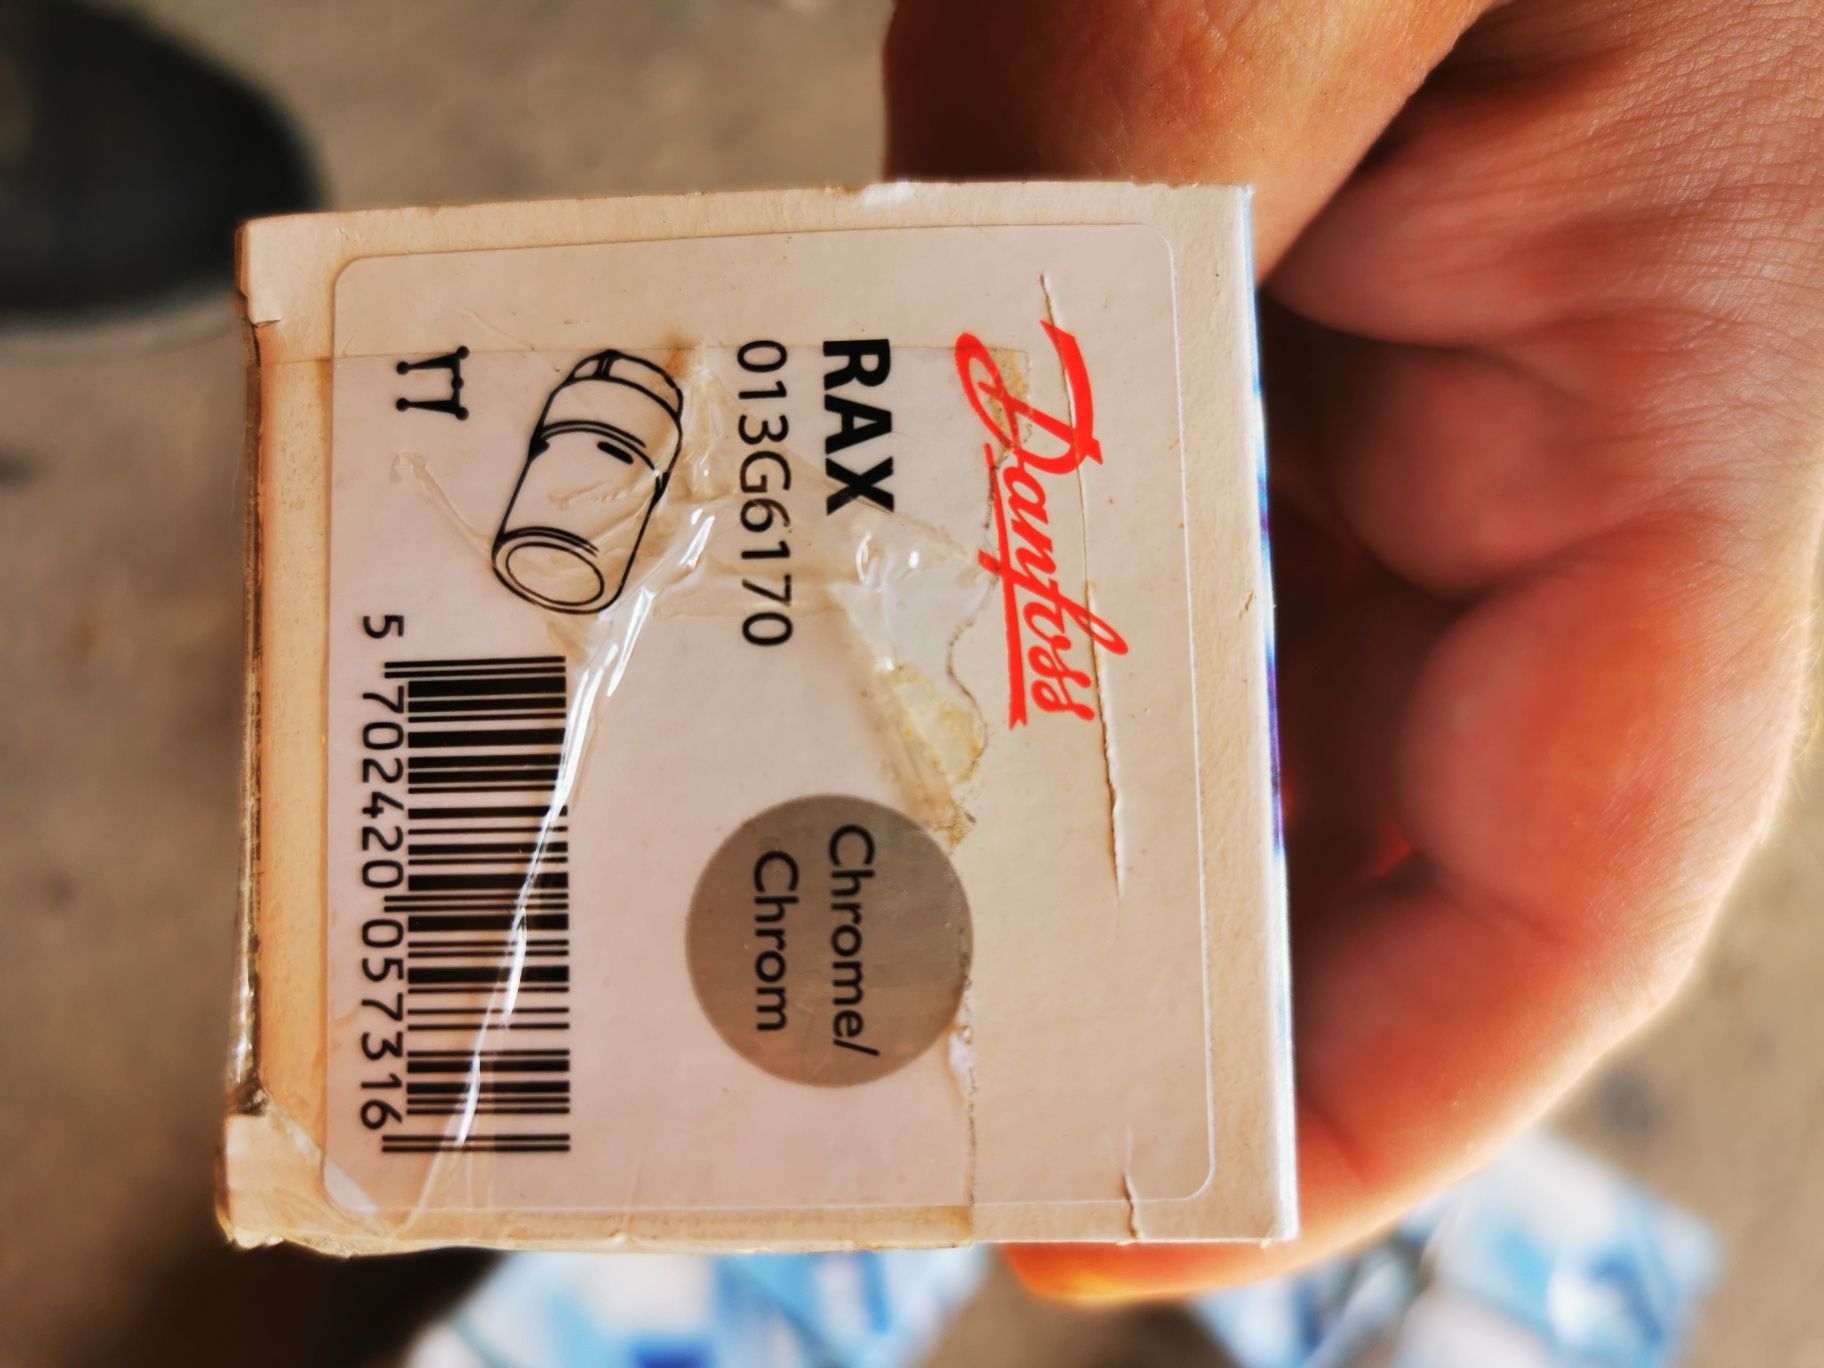 Danfoss
RAX
013G6170
Chrome/
Chrom
5 702420 057316